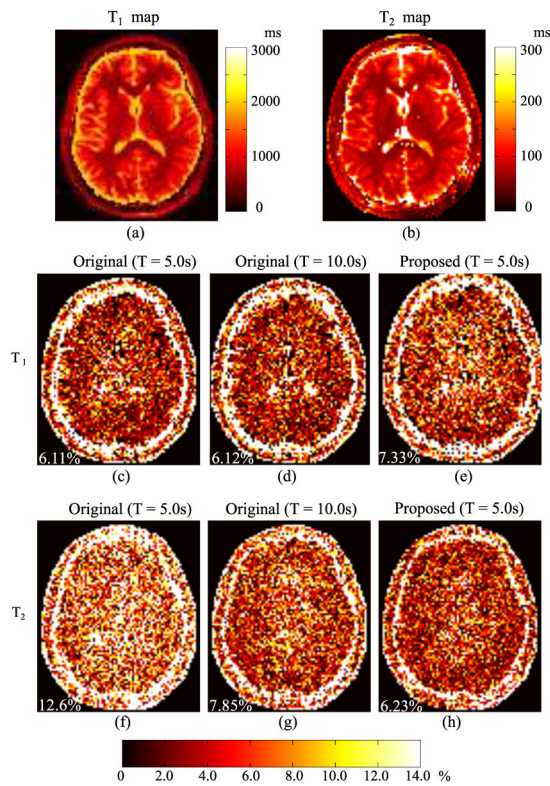 T1 map
T2 map
ms
3000
2000
1000
0
ms
300
200
100
0
(a)
(b)
Original (T = 5.0s)
Original (T = 10.0s)
Proposed (T = 5.0s)
T1
6.11%
6.12%
7.33%
(c)
(d)
(e)
Original (T = 5.0s)
Original (T = 10.0s)
Proposed (T = 5.0s)
T2
12.6%
7.85%
6.23%
(f)
(g)
(h)
0 2.0 4.0 6.0 8.0 10.0 12.0 14.0 %